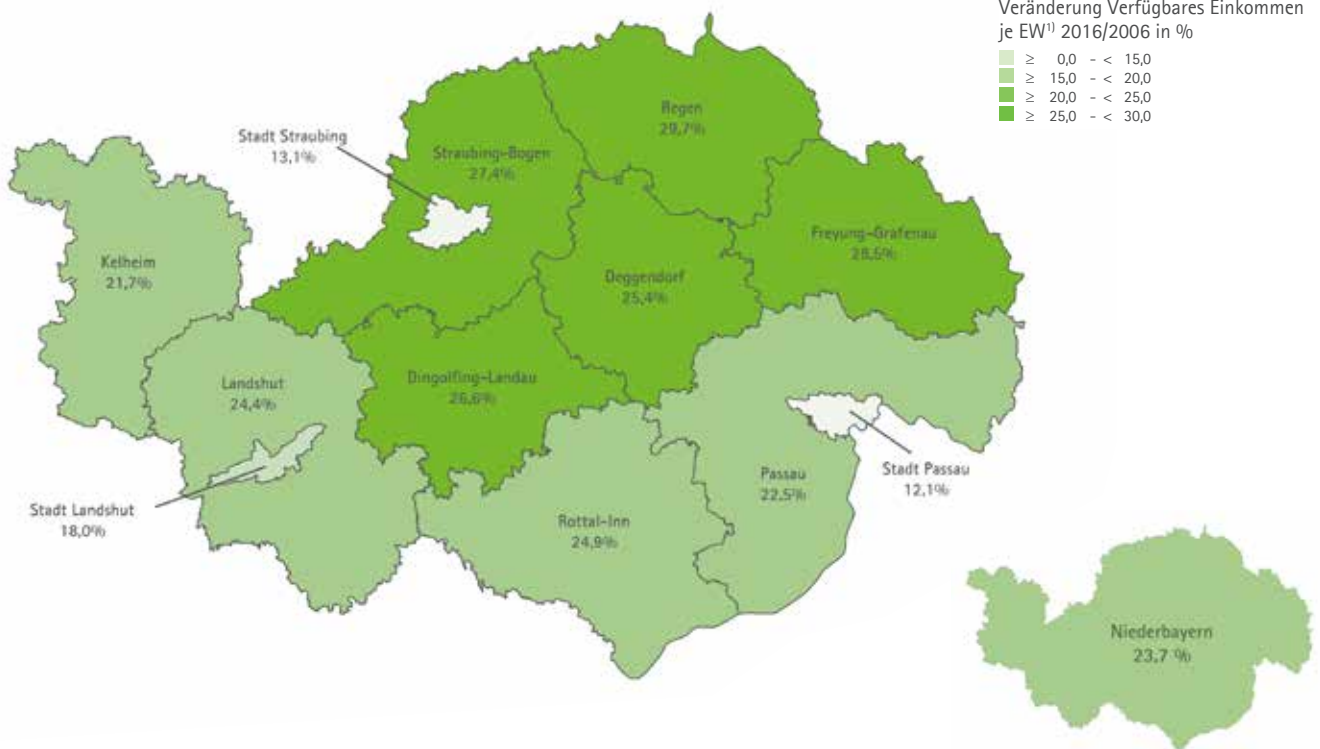 Veränderung Verfügbares Einkommen
je EW1) 2016/2006 in %
≥ 0,0 - < 15,0
≥ 15,0 - < 20,0
≥ 20,0 - < 25,0
≥ 25,0 - < 30,0
Regen
29,7%
Stadt Straubing
13,1%
Straubing-Bogen
27,4%
Freyung-Grafenau
28,5%
Kelheim
21,7%
Deggendorf
25,4%
Landshut
24,4%
Dingolfing-Landau
26,6%
Stadt Passau
12,1%
Passau
22,5%
Stadt Landshut
18,0%
Rottal-Inn
24,9%
Niederbayern
23,7 %